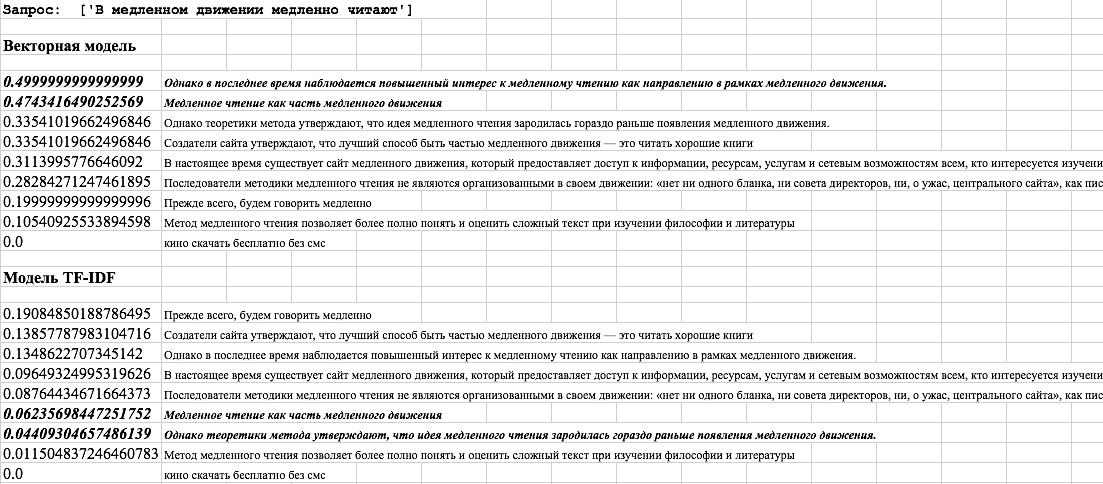 Запрос: ['В медленном движении медленно читают']
Векторная модель
0.4999999999999999 Однако в последнее время наблюдается повышенный интерес к медленному чтению как направлению в рамках медленного движения.
0.4743416490252569 Медленное чтение как часть медленного движения
0.33541019662496846 Однако теоретики метода утверждают, что идея медленного чтения зародилась гораздо раньше появления медленного движения.
0.33541019662496846 Создатели сайта утверждают, что лучший способ быть частью медленного движения — это читать хорошие книги
0.3113995776646092 В настоящее время существует сайт медленного движения, который предоставляет доступ к информации, ресурсам, услугам и сетевым возможностям всем, кто интересуется изучени
0.28284271247461895 Последователи методики медленного чтения не являются организованными в своем движении: «нет ни одного бланка, ни совета директоров, ни, о ужас, центрального сайта», как пис
0.19999999999999996 Прежде всего, будем говорить медленно
0.10540925533894598 Метод медленного чтения позволяет более полно понять и оценить сложный текст при изучении философии и литературы
0.0 кино скачать бесплатно без смс
Модель TF-IDF
0.19084850188786495 Прежде всего, будем говорить медленно
0.13857787983104716 Создатели сайта утверждают, что лучший способ быть частью медленного движения — это читать хорошие книги
0.1348622707345142 Однако в последнее время наблюдается повышенный интерес к медленному чтению как направлению в рамках медленного движения.
0.09649324995319626 В настоящее время существует сайт медленного движения, который предоставляет доступ к информации, ресурсам, услугам и сетевым возможностям всем, кто интересуется изучени
0.08764434671664373 Последователи методики медленного чтения не являются организованными в своем движении: «нет ни одного бланка, ни совета директоров, ни, о ужас, центрального сайта», как пис
0.06235698447251752 Медленное чтение как часть медленного движения
0.04409304657486139 Однако теоретики метода утверждают, что идея медленного чтения зародилась гораздо раньше появления медленного движения.
0.011504837246460783 Метод медленного чтения позволяет более полно понять и оценить сложный текст при изучении философии и литературы
0.0 кино скачать бесплатно без смс